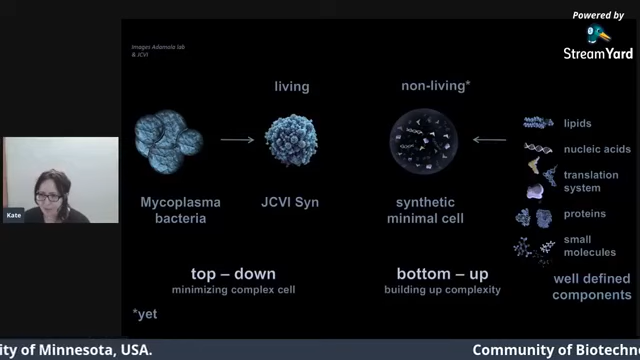 Powered by
StreamYard
Images Adamala lab
& JCVI
living
non-living*
lipids
nucleic acids
translation
system
proteins
small
molecules
well defined
components
Mycoplasma
bacteria
JCVI Syn
synthetic
minimal cell
top – down
minimizing complex cell
bottom – up
building up complexity
*yet
Kate
ity of Minnesota, USA.
Community of Biotechno